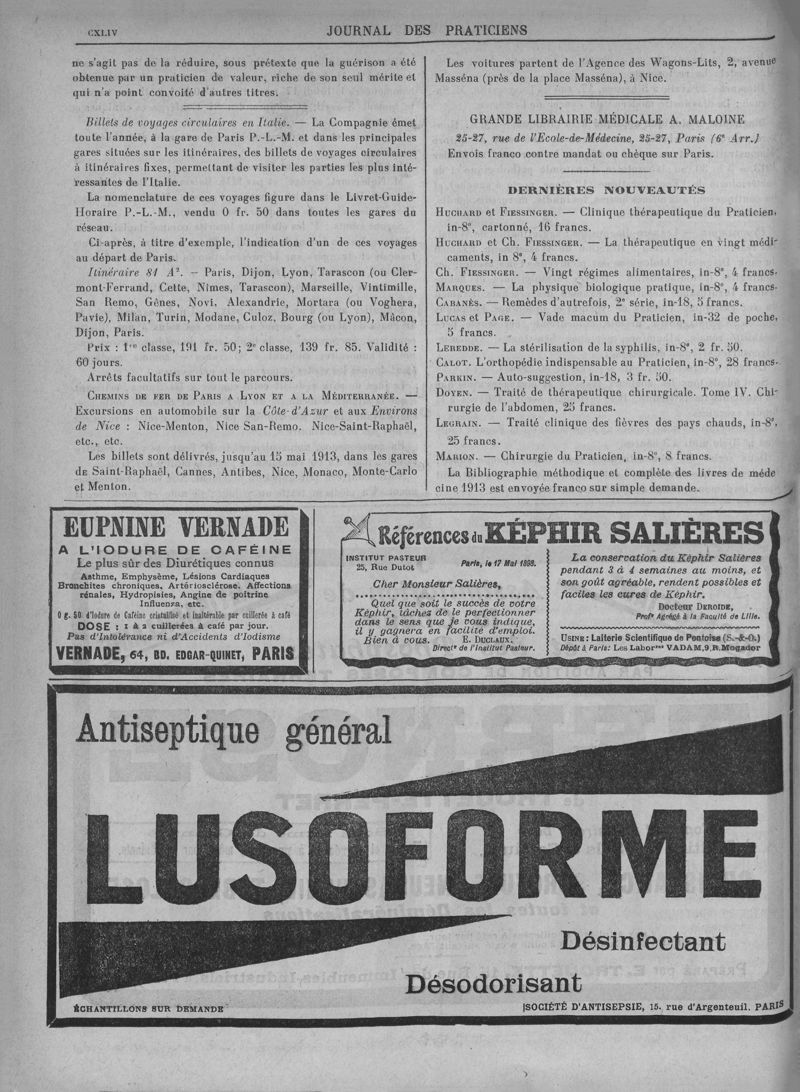 CXLIV
JOURNAL DES PRATICIENS
ne s'agit pas de la réduire, sous prétexte que la guérison a été
obtenue par un praticien de valeur, riche de son seul mérite et
qui n'a point convoité d'autres titres.
Billets de voyages circulaires en Italie. — La Compagnie émet
toute l'année, à la gare de Paris P.-L.-M. et dans les principales
gares situées sur les itinéraires, des billets de voyages circulaires
à itinéraires fixes, permettant de visiter les parties les plus inté-
ressantes de l'Italie.
La nomenclature de ces voyages figure dans le Livret-Guide-
Horaire P.-L.-M., vendu 0 fr. 50 dans toutes les gares du
réseau.
Ci-après, à titre d'exemple, l'indication d'un de ces voyages
au départ de Paris.
Itinéraire 81 A². — Paris, Dijon, Lyon, Tarascon (ou Cler-
mont-Ferrand, Cette, Nîmes, Tarascon), Marseille, Vintimille,
San Remo, Gênes, Novi, Alexandrie, Mortara (ou Voghera,
Pavie), Milan, Turin, Modane, Culoz, Bourg (ou Lyon), Mâcon,
Dijon, Paris.
Prix : 1re classe, 191 fr. 50 ; 2e classe, 139 fr. 85. Validité :
60 jours.
Arrêts facultatifs sur tout le parcours.
CHEMINS DE FER DE PARIS A LYON ET A LA MÉDITERRANÉE. —
Excursions en automobile sur la Côte-d'Azur et aux Environs
de Nice : Nice-Menton, Nice San-Remo. Nice-Saint-Raphaël,
etc., etc.
Les billets sont délivrés, jusqu'au 15 mai 1913, dans les gares
de Saint-Raphaël, Cannes, Antibes, Nice, Monaco, Monte-Carlo
et Menton.
Les voitures partent de l'Agence des Wagons-Lits, 2, avenue
Masséna (près de la place Masséna), à Nice.
GRANDE LIBRAIRIE MÉDICALE A. MALOINE
25-27, rue de l'Ecole-de-Médecine, 25-27, Paris (6e Arr.)
Envois franco contre mandat ou chèque sur Paris.
DERNIÈRES NOUVEAUTÉS
HUCHARD et FIESSINGER. — Clinique thérapeutique du Praticien,
in-8°, cartonné, 16 francs.
HUCHARD et CH. FIESSINGER. — La thérapeutique en vingt médi-
caments, in 8°, 4 francs.
CH. FIESSINGER. — Vingt régimes alimentaires, in-8°, 4 francs.
MARQUES. — La physique biologique pratique, in-8°, 4 francs.
CABANÈS. — Remèdes d'autrefois, 2e série, in-18, 5 francs.
LUCAS et PAGE. — Vade macum du Praticien, in-32 de poche,
5 francs.
LEREDDE. — La stérilisation de la syphilis, in-8°, 2 fr. 50.
CALOT. L'orthopédie indispensable au Praticien, in-8°, 28 francs.
PARKIN. — Auto-suggestion, in-18, 3 fr. 50.
DOYEN. — Traité de thérapeutique chirurgicale. Tome IV. Chi-
rurgie de l'abdomen, 25 francs.
LEGRAIN. — Traité clinique des fièvres des pays chauds, in-8°,
25 francs.
MARION. — Chirurgie du Praticien, in-8°, 8 francs.
La Bibliographie méthodique et complète des livres de méde
cine 1913 est envoyée franco sur simple demande.
EUPNINE VERNADE
A L'IODURE DE CAFÉINE
Le plus sûr des Diurétiques connus
Asthme, Emphysème, Lésions Cardiaques
Bronchites chroniques, Artériosclérose, Affections
rénales, Hydropisies, Angine de poitrine
Influenza, etc.
0 g. 50 d'Iodure de Caféine cristallisé et inaltérable par cuillerée à café
DOSE : 1 à 2 cuillerées à café par jour.
Pas d'Intolérance ni d'Accidents d'Iodisme
VERNADE, 64, BD. EDGAR-QUINET, PARIS
Références du KÉPHIR SALIÈRES
INSTITUT PASTEUR
25, Rue Dutot
Paris, le 17 Mai 1898.
Cher Monsieur Salières,
Quel que soit le succès de votre
Képhir, tâches de le perfectionner
dans le sens que je vous indique,
il y gagnera en facilité d'emploi.
Bien à vous. E. DUCLAUX,
Directr de l'Institut Pasteur.
La conservation du Képhir Salières
pendant 3 à 4 semaines au moins, et
son goût agréable, rendent possibles et
faciles les cures de Képhir.
Docteur DEROIDE,
Profr Agrégé à la Faculté de Lille.
USINE: Laiterie Scientifique de Pontoise (S.-&-O.)
Dépôt à Paris: Les Laborres VADAM, 9, R. Mogador
Antiseptique général
LUSOFORME
Désinfectant
Désodorisant
ÉCHANTILLONS SUR DEMANDE
SOCIÉTÉ D'ANTISEPSIE, 15, rue d'Argenteuil. PARIS